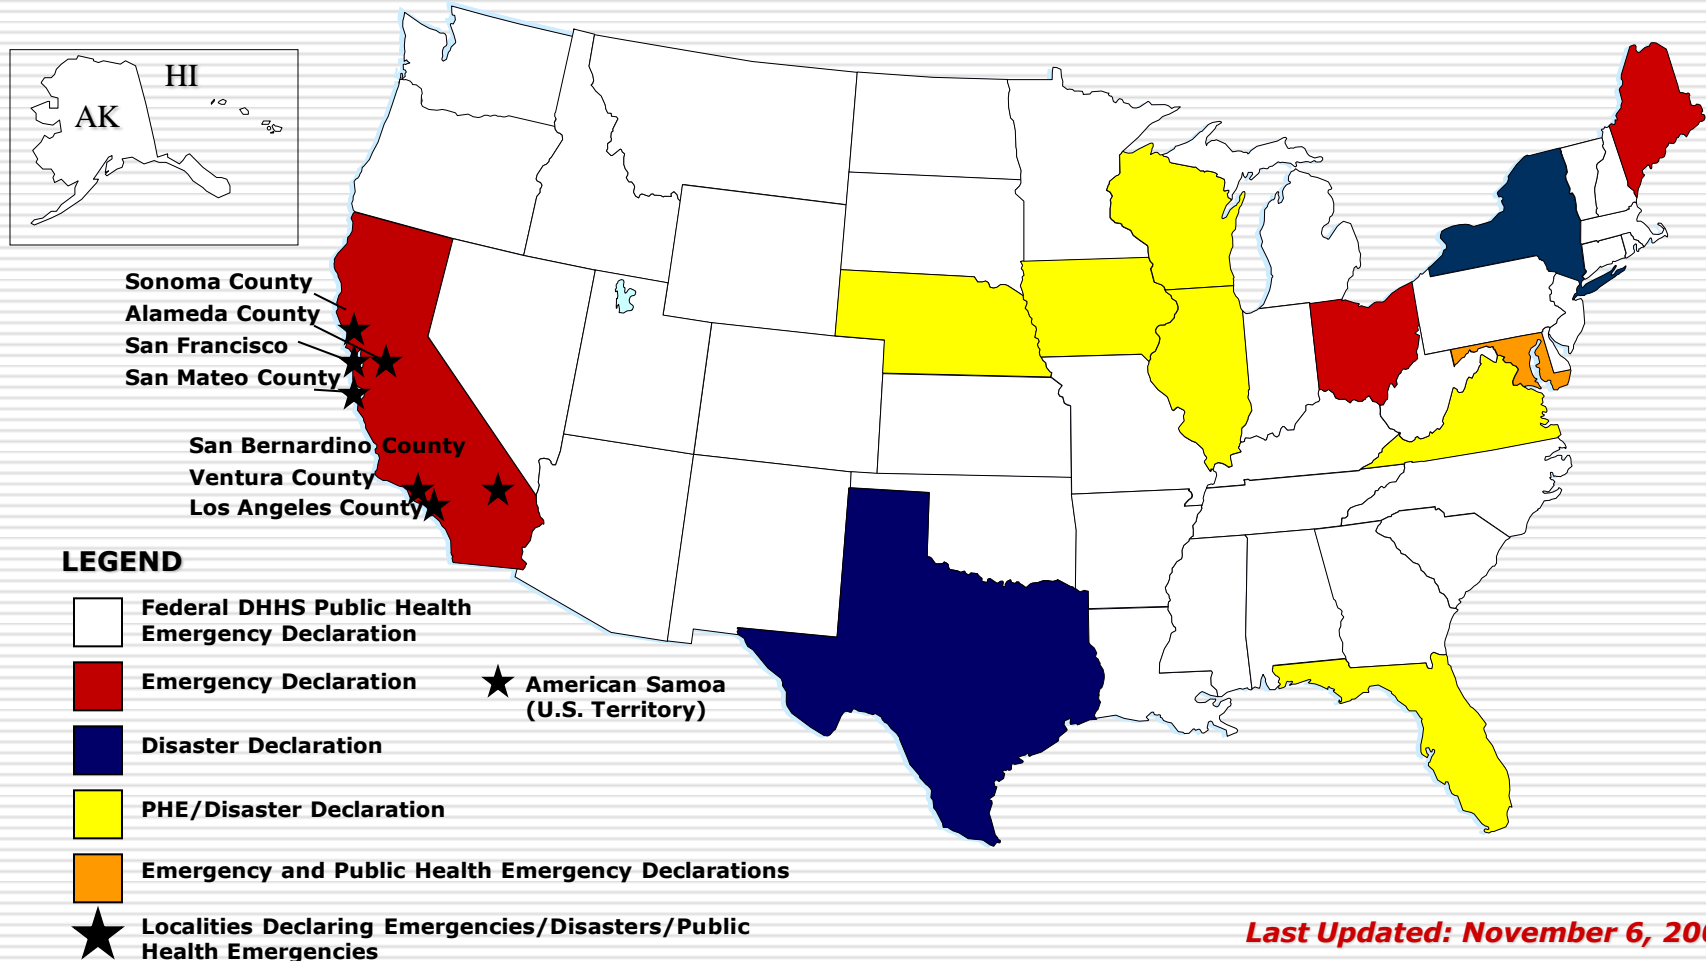 HI
AK
Sonoma County
Alameda County
San Francisco
San Mateo County
San Bernardino County
Ventura County
Los Angeles County
LEGEND
Federal DHHS Public Health
Emergency Declaration
Emergency Declaration
American Samoa
(U.S. Territory)
Disaster Declaration
PHE/Disaster Declaration
Emergency and Public Health Emergency Declarations
Localities Declaring Emergencies/Disasters/Public
Health Emergencies
Last Updated: November 6,